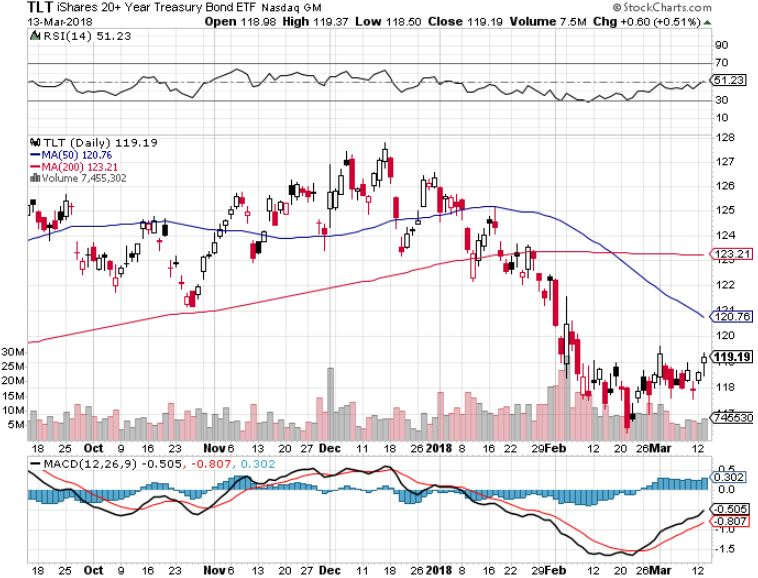 TLT iShares 20+ Year Treasury Bond ETF Nasdaq GM © StockCharts.com
13-Mar-2018 Open 118.98 High 119.37 Low 118.50 Close 119.19 Volume 7.5M Chg +0.60 (+0.51%)
RSI(14) 51.23
90
70
51.23
30
10
TLT (Daily) 119.19
MA(50) 120.76
MA(200) 123.21
Volume 7,455,302
128
127
126
125
124
123.21
123
122
121
120.76
120
119.19
118
30M
25M
20M
15M
10M
5M
745530
18 25 Oct 9 16 23 Nov 6 13 20 27 Dec 11 18 26 2018 8 16 22 29 Feb 12 20 26 Mar 12
MACD(12,26,9) -0.505, -0.807, 0.302
0.5
0.302
0.0
-0.505
-0.807
-1.0
-1.5
18 25 Oct 9 16 23 Nov 6 13 20 27 Dec 11 18 26 2018 8 16 22 29 Feb 12 20 26 Mar 12